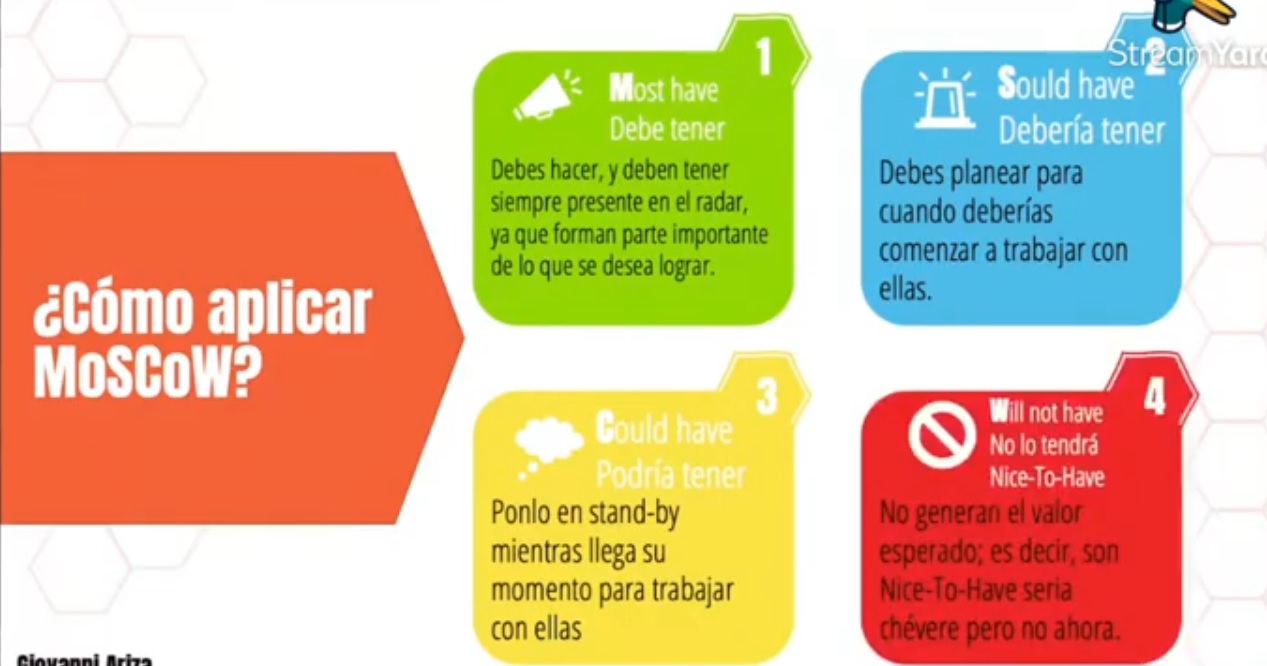 ¿Cómo aplicar
MoSCoW?
1
Most have
Debe tener
Debes hacer, y deben tener
siempre presente en el radar,
ya que forman parte importante
de lo que se desea lograr.
2
StreamYard
Sould have
Debería tener
Debes planear para
cuando deberías
comenzar a trabajar con
ellas.
3
Could have
Podría tener
Ponlo en stand-by
mientras llega su
momento para trabajar
con ellas
4
Will not have
No lo tendrá
Nice-To-Have
No generan el valor
esperado; es decir, son
Nice-To-Have seria
chévere pero no ahora.
Giovanni Ariza